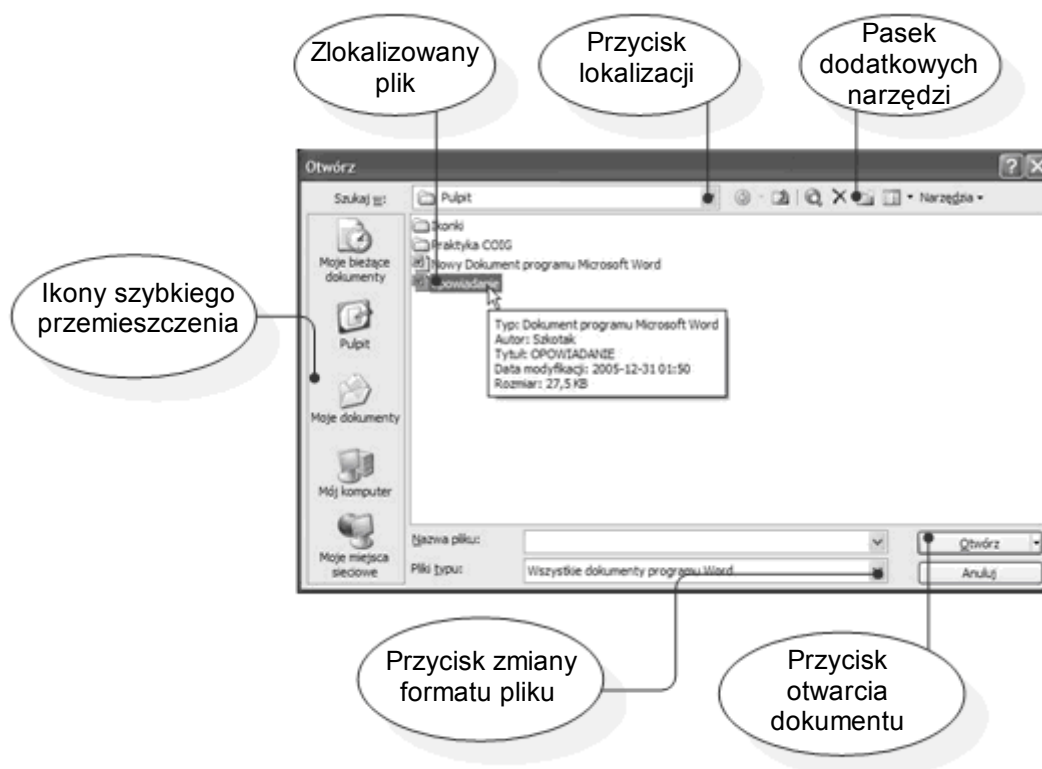 Zlokalizowany
plik
Przycisk
lokalizacji
Pasek
dodatkowych
narzędzi
Otwórz
Szukaj w:
Pulpit
Narzędzia
Ikonki
Praktyka COIG
Nowy Dokument programu Microsoft Word
Opowiadanie
Typ: Dokument programu Microsoft Word
Autor: Szkotak
Tytuł: OPOWIADANIE
Data modyfikacji: 2005-12-31 01:50
Rozmiar: 27,5 KB
Moje bieżące
dokumenty
Pulpit
Moje dokumenty
Mój komputer
Moje miejsca
sieciowe
Ikony szybkiego
przemieszczenia
Nazwa pliku:
Otwórz
Pliki typu:
Wszystkie dokumenty programu Word
Anuluj
Przycisk zmiany
formatu pliku
Przycisk
otwarcia
dokumentu